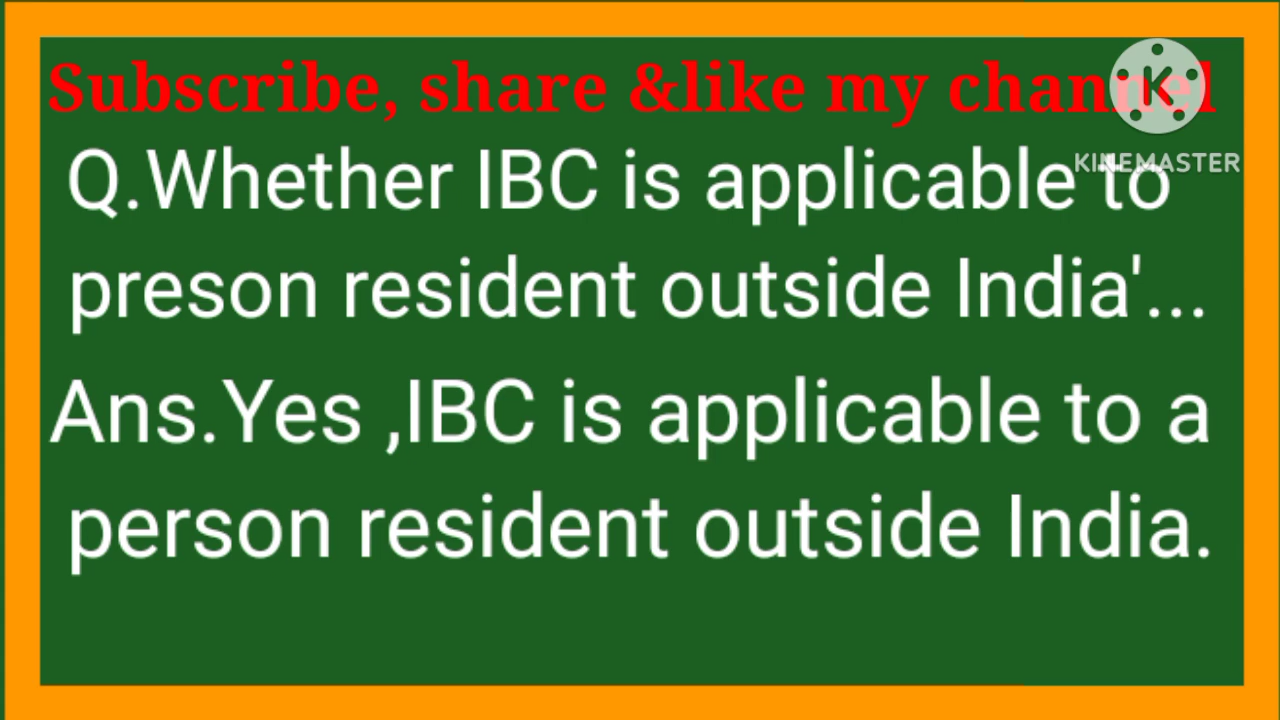 Subscribe, share &like my channel
KINEMASTER
Q.Whether IBC is applicable to
preson resident outside India'...
Ans.Yes ,IBC is applicable to a
person resident outside India.